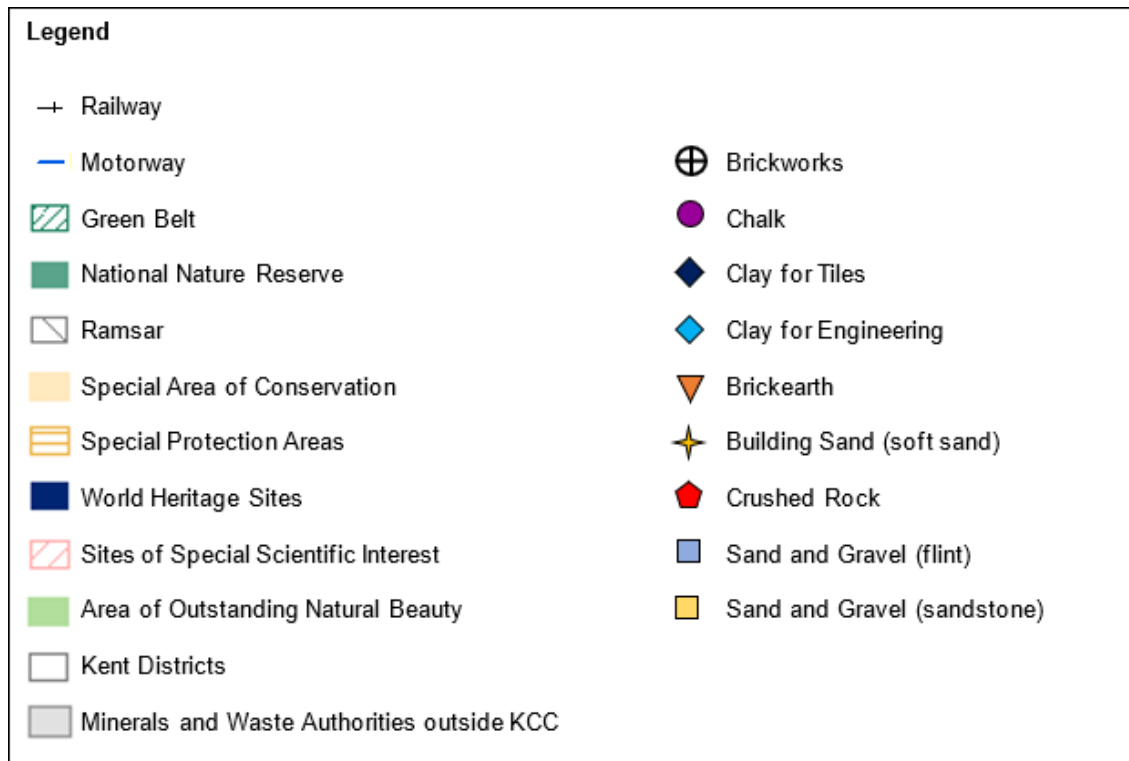 Legend
Railway
Motorway
Green Belt
National Nature Reserve
Ramsar
Special Area of Conservation
Special Protection Areas
World Heritage Sites
Sites of Special Scientific Interest
Area of Outstanding Natural Beauty
Kent Districts
Minerals and Waste Authorities outside KCC
Brickworks
Chalk
Clay for Tiles
Clay for Engineering
Brickearth
Building Sand (soft sand)
Crushed Rock
Sand and Gravel (flint)
Sand and Gravel (sandstone)